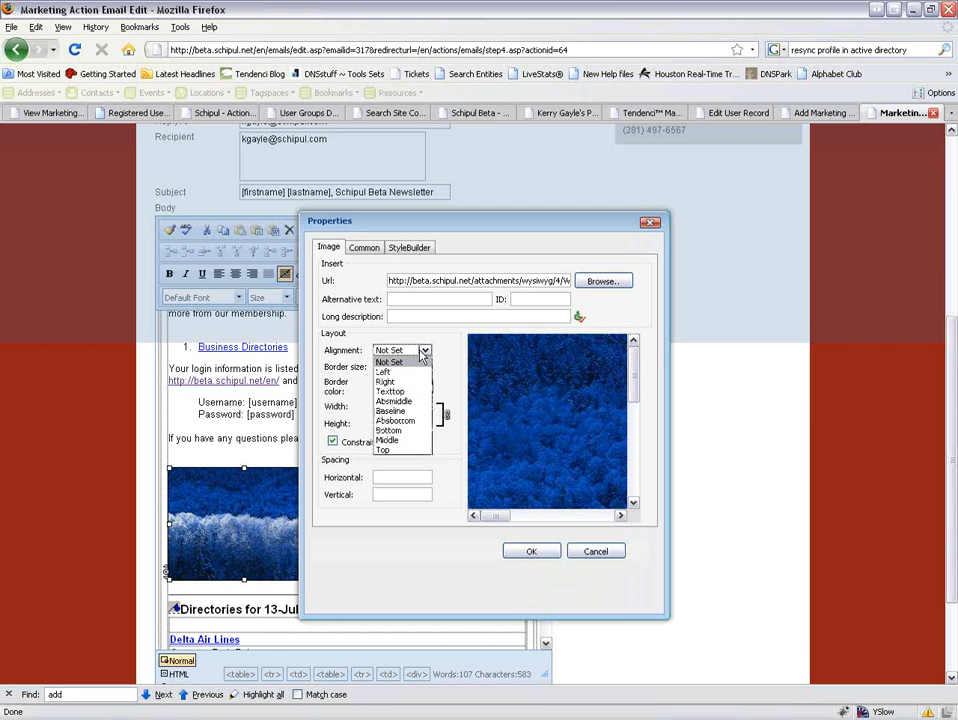 Marketing Action Email Edit - Mozilla Firefox
File Edit View History Bookmarks Tools Help
http://beta.schipul.net/en/emails/edit.asp?emailid=317&redirecturl=/en/actions/emails/step4.asp?actionid=64
resync profile in active directory
Most Visited Getting Started Latest Headlines Tendenci Blog DNSstuff ~ Tools Sets Tickets Search Entities LiveStats® New Help files Houston Real-Time Tr... DNSPark Alphabet Club »
Addresses Contacts Events Locations Tagspaces Bookmarks Resources Options
View Marketing... Registered Use... Schipul - Action... User Groups D... Search Site Co... Schipul Beta - ... Kerry Gayle's P... Tendenci™ Ma... Edit User Record Add Marketing ... Marketin...
(281) 497-6567
Recipient
kgayle@schipul.com
Subject
[firstname] [lastname], Schipul Beta Newsletter
Body
B I U
Default Font Size
more from our membership.
1. Business Directories
Your login information is listed be
http://beta.schipul.net/en/ and
Username: [username]
Password: [password]
If you have any questions plea
Directories for 13-Jul
Delta Air Lines
Properties
Image Common StyleBuilder
Insert
Url: http://beta.schipul.net/attachments/wysiwyg/4/W Browse..
Alternative text: ID:
Long description:
Layout
Alignment: Not Set
Not Set
Left
Right
Texttop
Absmiddle
Baseline
Absbottom
Bottom
Middle
Top
Border size:
Border color:
Width:
Height:
Constrai
Spacing
Horizontal:
Vertical:
OK Cancel
Normal
HTML <table> <tr> <td> <table> <tr> <td> <div> Words:107 Characters:583
Find: add Next Previous Highlight all Match case
Done YSlow